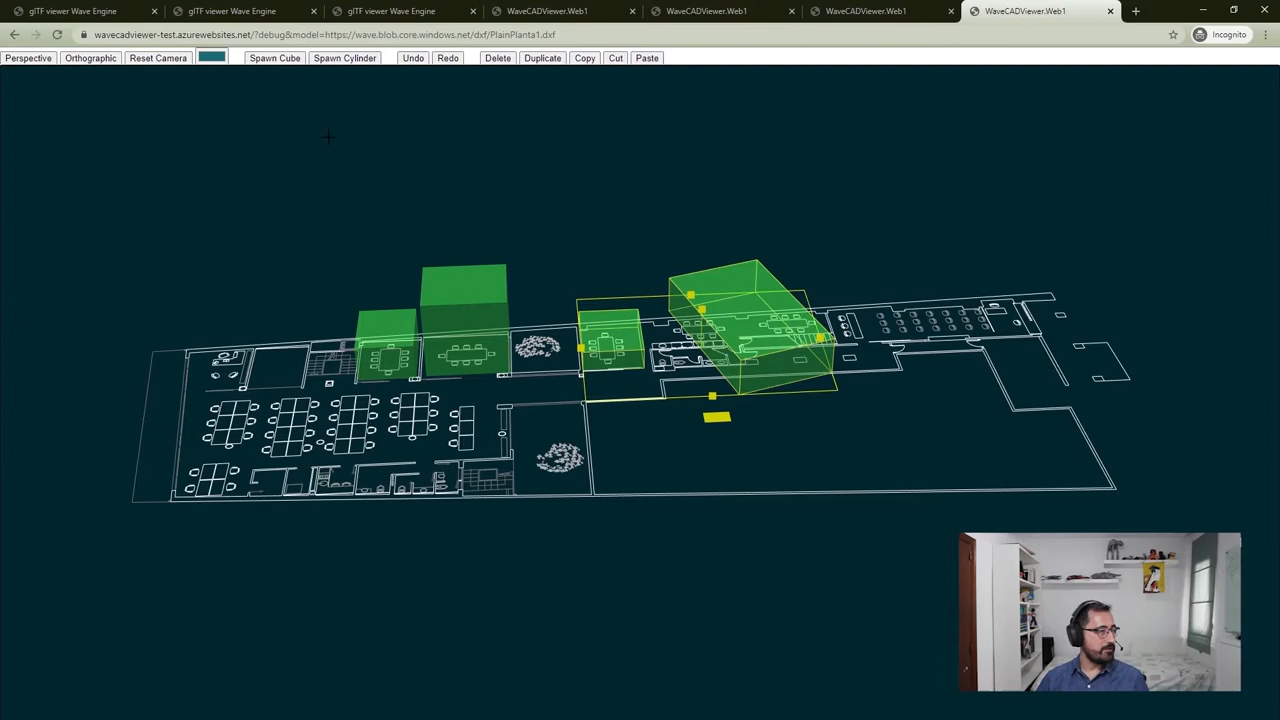 glTF viewer Wave Engine
glTF viewer Wave Engine
glTF viewer Wave Engine
WaveCADViewer.Web1
WaveCADViewer.Web1
WaveCADViewer.Web1
WaveCADViewer.Web1
wavecadviewer-test.azurewebsites.net/?debug&model=https://wave.blob.core.windows.net/dxf/PlainPlanta1.dxf
Incognito
Perspective
Orthographic
Reset Camera
Spawn Cube
Spawn Cylinder
Undo
Redo
Delete
Duplicate
Copy
Cut
Paste